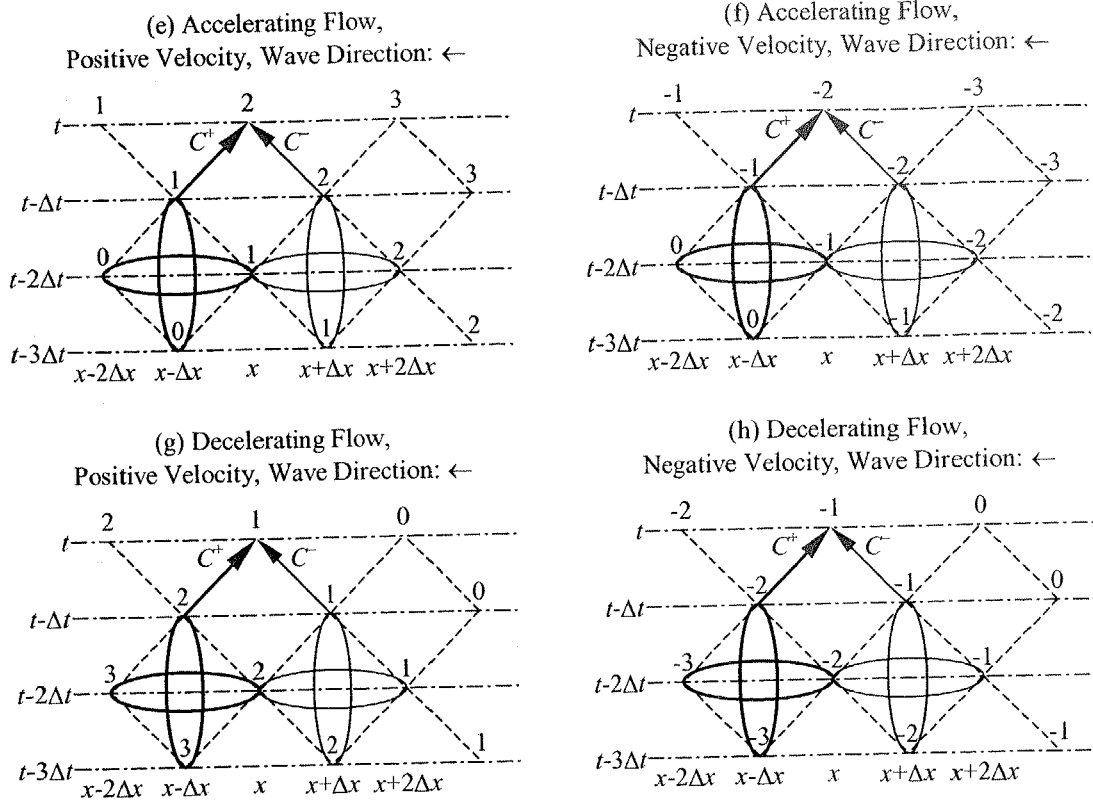 (e) Accelerating Flow,
Positive Velocity, Wave Direction: ←
1 2 3
t
C⁺ C⁻
1 2 3
t-Δt
0 1 2
t-2Δt
0 1 2
t-3Δt
x-2Δx x-Δx x x+Δx x+2Δx
(f) Accelerating Flow,
Negative Velocity, Wave Direction: ←
-1 -2 -3
t
C⁺ C⁻
-1 -2 -3
t-Δt
0 -1 -2
t-2Δt
0 -1 -2
t-3Δt
x-2Δx x-Δx x x+Δx x+2Δx
(g) Decelerating Flow,
Positive Velocity, Wave Direction: ←
2 1 0
t
C⁺ C⁻
2 1 0
t-Δt
3 2 1
t-2Δt
3 2 1
t-3Δt
x-2Δx x-Δx x x+Δx x+2Δx
(h) Decelerating Flow,
Negative Velocity, Wave Direction: ←
-2 -1 0
t
C⁺ C⁻
-2 -1 0
t-Δt
-3 -2 -1
t-2Δt
-3 -2 -1
t-3Δt
x-2Δx x-Δx x x+Δx x+2Δx